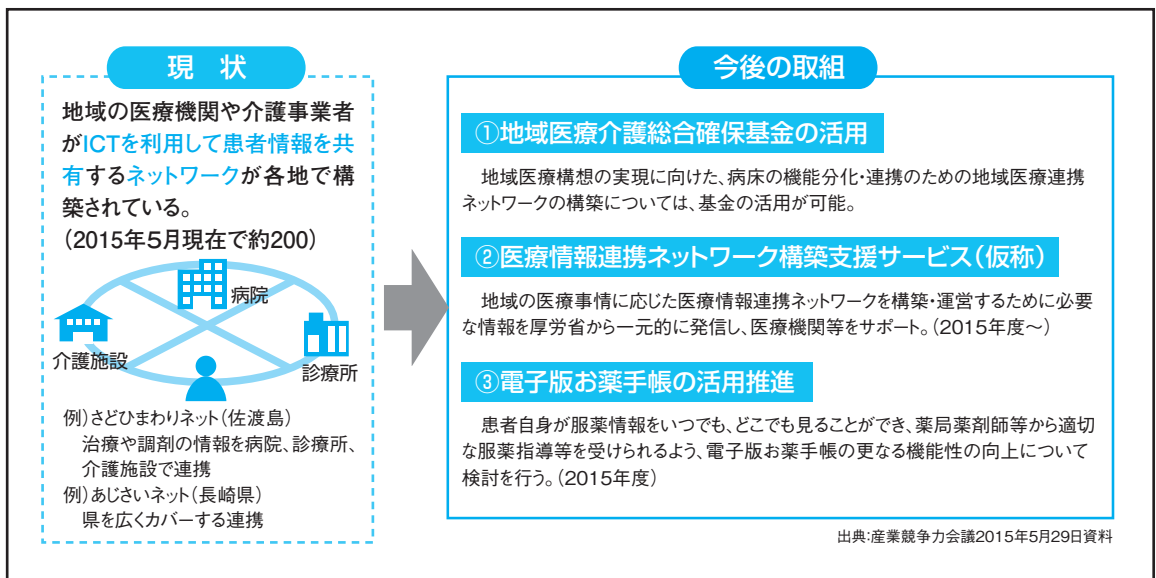 現　状
地域の医療機関や介護事業者
がICTを利用して患者情報を共
有するネットワークが各地で構
築されている。
（2015年5月現在で約200）
病院
介護施設
診療所
例）さどひまわりネット（佐渡島）
治療や調剤の情報を病院、診療所、
介護施設で連携
例）あじさいネット（長崎県）
県を広くカバーする連携
今後の取組
①地域医療介護総合確保基金の活用
地域医療構想の実現に向けた、病床の機能分化・連携のための地域医療連携
ネットワークの構築については、基金の活用が可能。
②医療情報連携ネットワーク構築支援サービス（仮称）
地域の医療事情に応じた医療情報連携ネットワークを構築・運営するために必要
な情報を厚労省から一元的に発信し、医療機関等をサポート。（2015年度～）
③電子版お薬手帳の活用推進
患者自身が服薬情報をいつでも、どこでも見ることができ、薬局薬剤師等から適切
な服薬指導等を受けられるよう、電子版お薬手帳の更なる機能性の向上について
検討を行う。（2015年度）
出典：産業競争力会議2015年5月29日資料